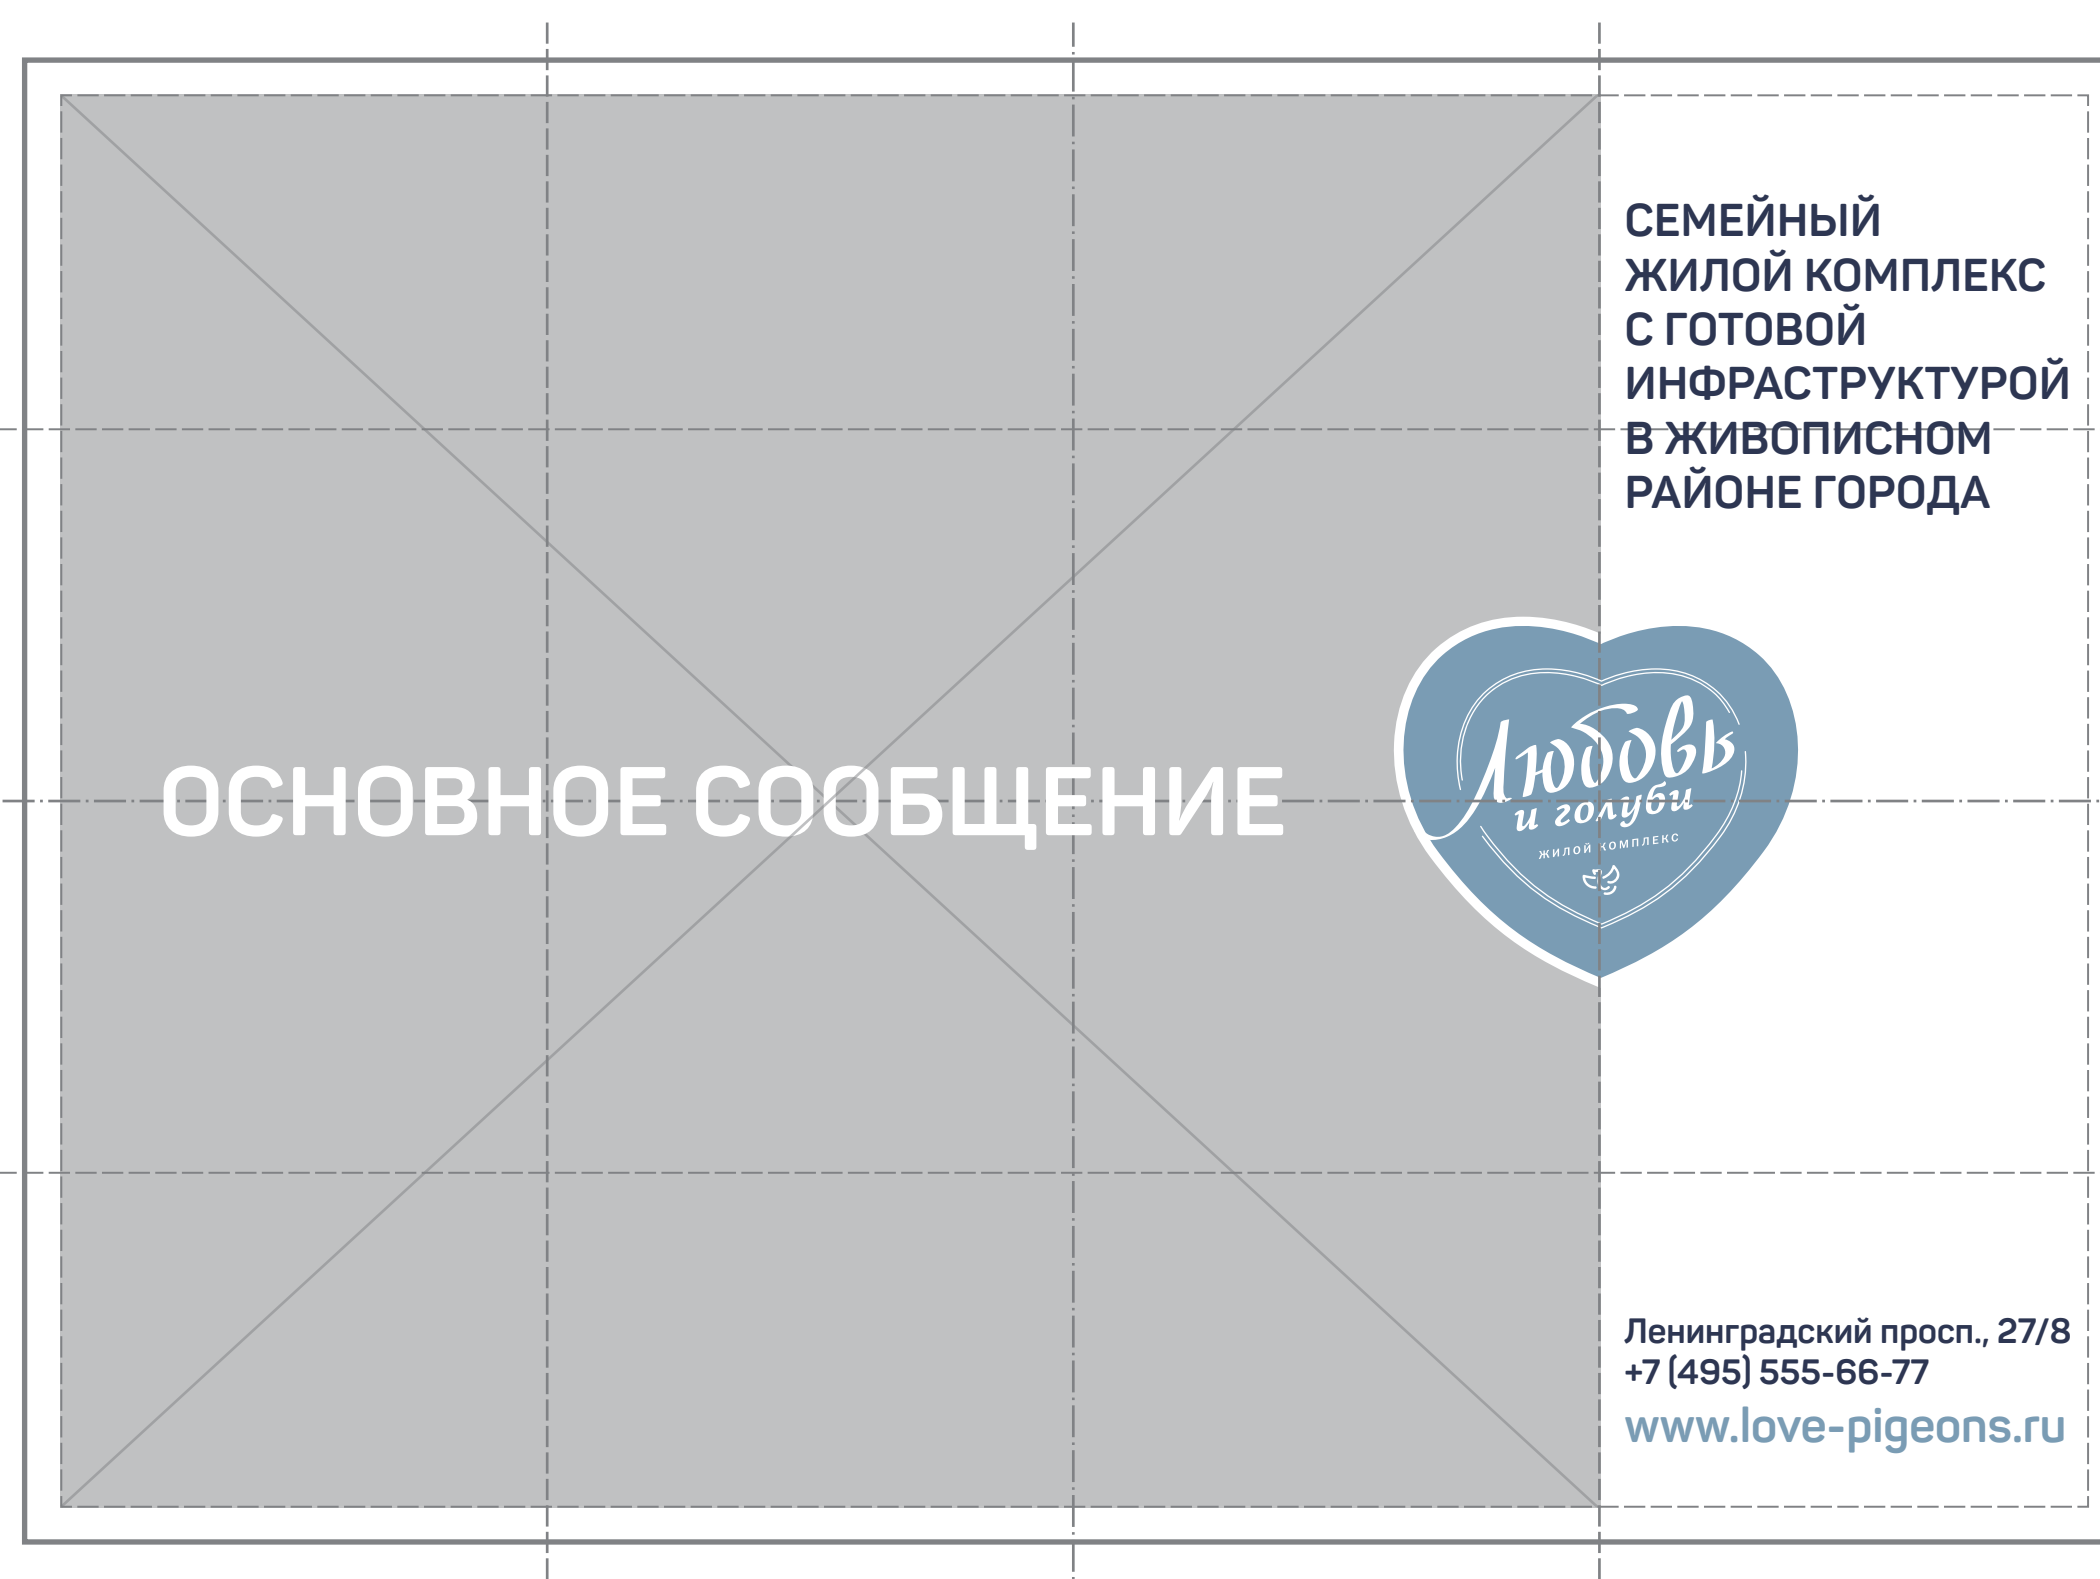 СЕМЕЙНЫЙ
ЖИЛОЙ КОМПЛЕКС
С ГОТОВОЙ
ИНФРАСТРУКТУРОЙ
В ЖИВОПИСНОМ
РАЙОНЕ ГОРОДА
ОСНОВНОЕ СООБЩЕНИЕ
Любовь
и голуби
ЖИЛОЙ КОМПЛЕКС
Ленинградский просп., 27/8
+7 (495) 555-66-77
www.love-pigeons.ru